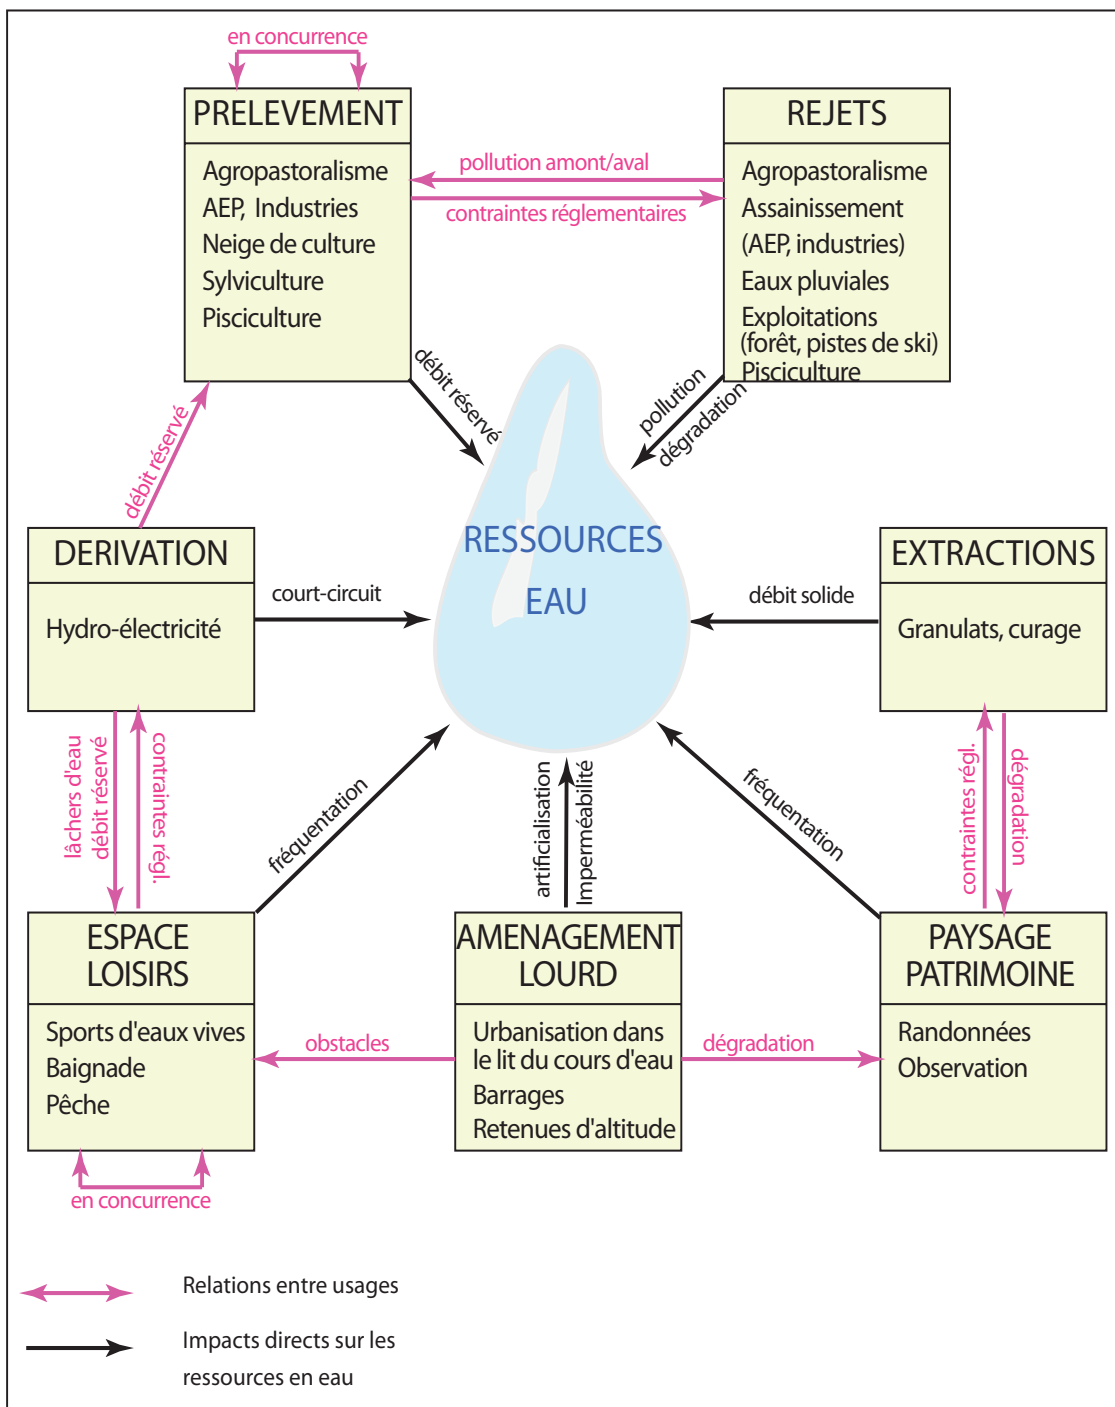 en concurrence
PRELEVEMENT
Agropastoralisme
AEP, Industries
Neige de culture
Sylviculture
Pisciculture
pollution amont/aval
contraintes réglementaires
REJETS
Agropastoralisme
Assainissement
(AEP, industries)
Eaux pluviales
Exploitations
(forêt, pistes de ski)
Pisciculture
débit réservé
débit réservé
pollution
dégradation
RESSOURCES
EAU
DERIVATION
Hydro-électricité
court-circuit
débit solide
EXTRACTIONS
Granulats, curage
lâchers d'eau
débit réservé
contraintes régl.
fréquentation
artificialisation
Imperméabilité
fréquentation
contraintes régl.
dégradation
ESPACE
LOISIRS
Sports d'eaux vives
Baignade
Pêche
obstacles
AMENAGEMENT
LOURD
Urbanisation dans
le lit du cours d'eau
Barrages
Retenues d'altitude
dégradation
PAYSAGE
PATRIMOINE
Randonnées
Observation
en concurrence
Relations entre usages
Impacts directs sur les
ressources en eau